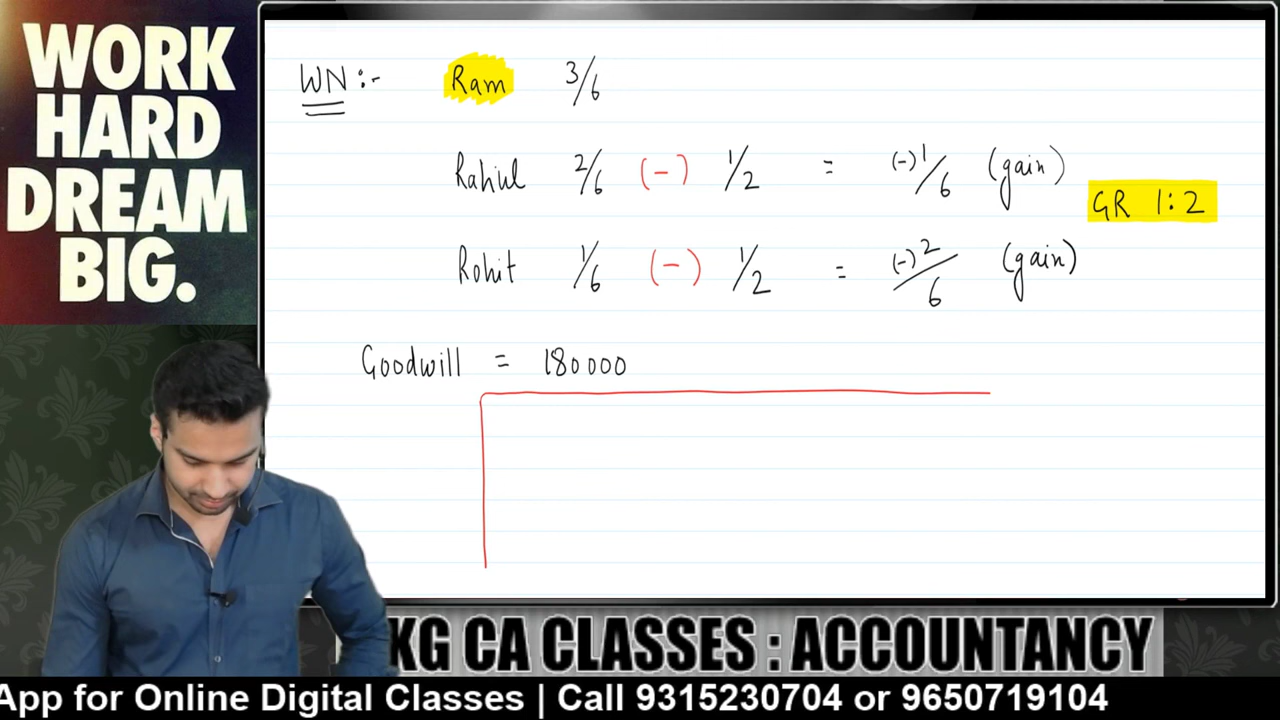 WORK
HARD
DREAM
BIG.
WN :- Ram 3/6
Rahul 2/6 (-) 1/2 = (-) 1/6 (gain)
GR 1:2
Rohit 1/6 (-) 1/2 = (-) 2/6 (gain)
Goodwill = 180000
KG CA CLASSES : ACCOUNTANCY
App for Online Digital Classes | Call 9315230704 or 9650719104